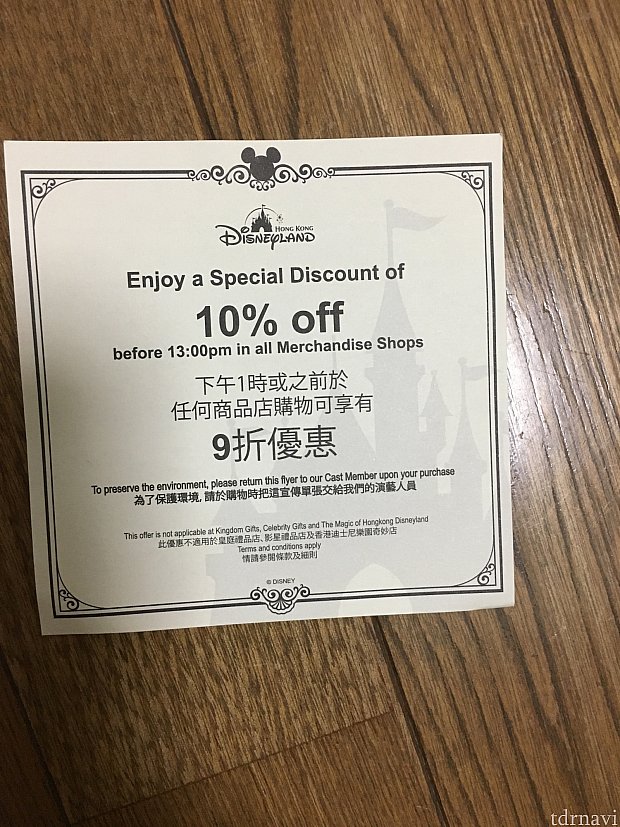 HONG KONG
DISNEYLAND
Enjoy a Special Discount of
10% off
before 13:00pm in all Merchandise Shops
下午1時或之前於
任何商品店購物可享有
9折優惠
To preserve the environment, please return this flyer to our Cast Member upon your purchase
為了保護環境, 請於購物時把這宣傳單張交給我們的演藝人員
This offer is not applicable at Kingdom Gifts, Celebrity Gifts and The Magic of Hongkong Disneyland
此優惠不適用於皇庭禮品店、影星禮品店及香港迪士尼樂園奇妙店
Terms and conditions apply
情請參閱條款及細則
© DISNEY
tdrnavi